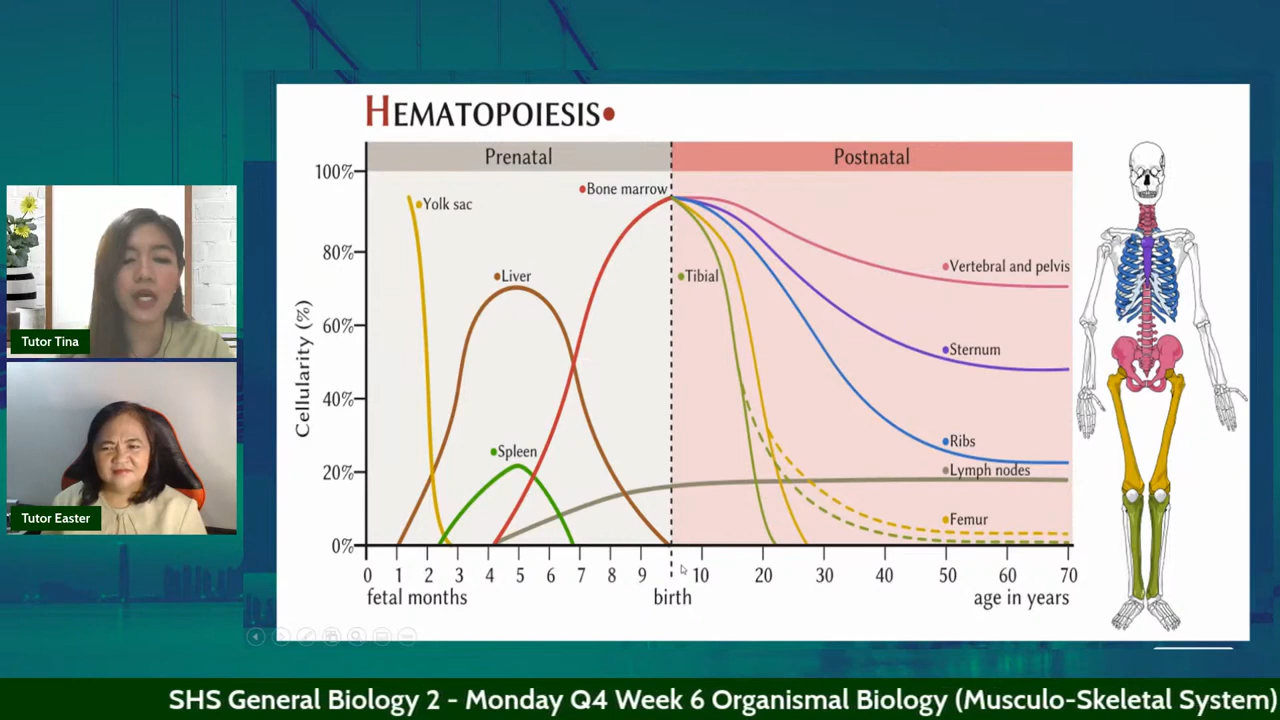 HEMATOPOIESIS
Prenatal
Postnatal
100%
80%
60%
40%
20%
0%
Cellularity (%)
Yolk sac
Bone marrow
Liver
Spleen
Tibial
Vertebral and pelvis
Sternum
Ribs
Lymph nodes
Femur
0 1 2 3 4 5 6 7 8 9 10 20 30 40 50 60 70
fetal months birth age in years
Tutor Tina
Tutor Easter
SHS General Biology 2 - Monday Q4 Week 6 Organismal Biology (Musculo-Skeletal System)